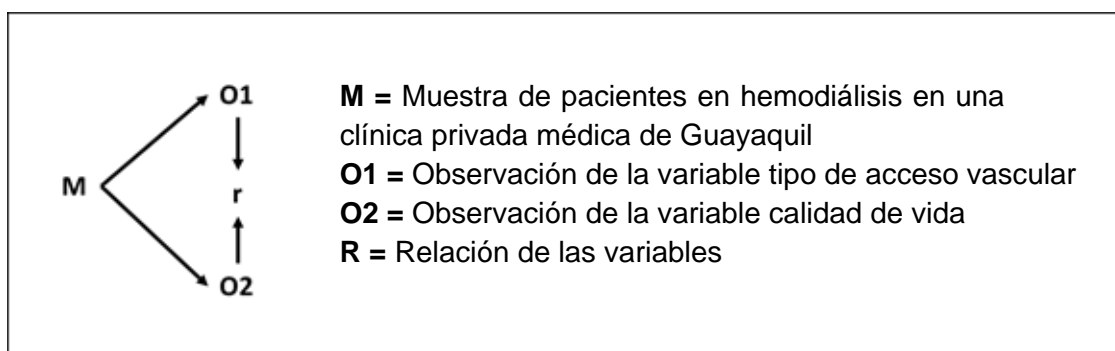 O1
M
r
O2
M = Muestra de pacientes en hemodiálisis en una
clínica privada médica de Guayaquil
O1 = Observación de la variable tipo de acceso vascular
O2 = Observación de la variable calidad de vida
R = Relación de las variables